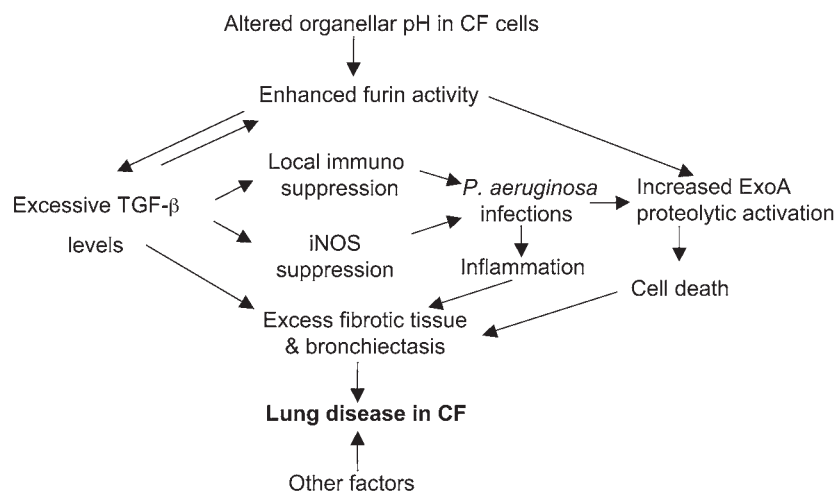 Altered organellar pH in CF cells
Enhanced furin activity
Local immuno
suppression
Excessive TGF-β
levels
iNOS
suppression
P. aeruginosa
infections
Increased ExoA
proteolytic activation
Inflammation
Cell death
Excess fibrotic tissue
& bronchiectasis
Lung disease in CF
Other factors